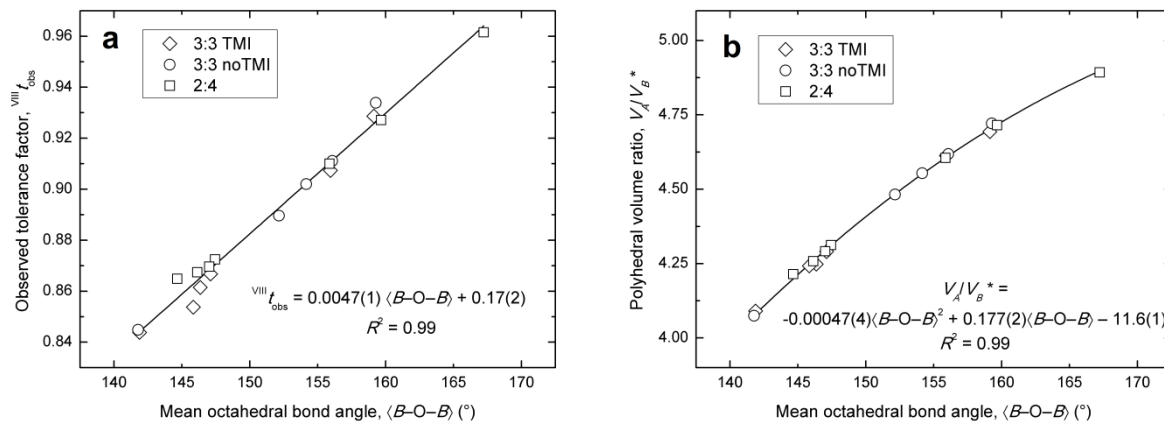 a
3:3 TMI
3:3 noTMI
2:4
0.96
0.94
0.92
0.90
0.88
0.86
0.84
Observed tolerance factor, ᵛᴵᴵᴵt_obs
ᵛᴵᴵᴵt_obs = 0.0047(1) ⟨B–O–B⟩ + 0.17(2)
R² = 0.99
140 145 150 155 160 165 170
Mean octahedral bond angle, ⟨B–O–B⟩ (°)
b
3:3 TMI
3:3 noTMI
2:4
5.00
4.75
4.50
4.25
4.00
Polyhedral volume ratio, V_A/V_B*
V_A/V_B* =
-0.00047(4)⟨B–O–B⟩² + 0.177(2)⟨B–O–B⟩ – 11.6(1)
R² = 0.99
140 145 150 155 160 165 170
Mean octahedral bond angle, ⟨B–O–B⟩ (°)